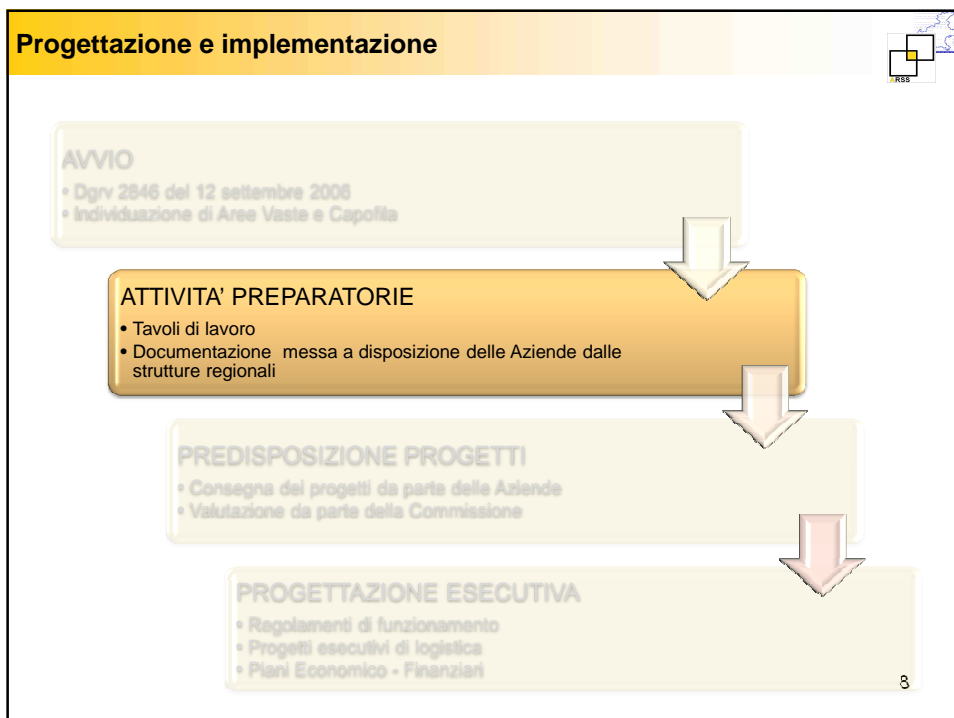 Progettazione e implementazione
ARSS
AVVIO
• Dgrv 2846 del 12 settembre 2006
• Individuazione di Aree Vaste e Capofila
ATTIVITA' PREPARATORIE
• Tavoli di lavoro
• Documentazione messa a disposizione delle Aziende dalle
strutture regionali
PREDISPOSIZIONE PROGETTI
• Consegna dei progetti da parte delle Aziende
• Valutazione da parte della Commissione
PROGETTAZIONE ESECUTIVA
• Regolamenti di funzionamento
• Progetti esecutivi di logistica
• Piani Economico - Finanziari
8